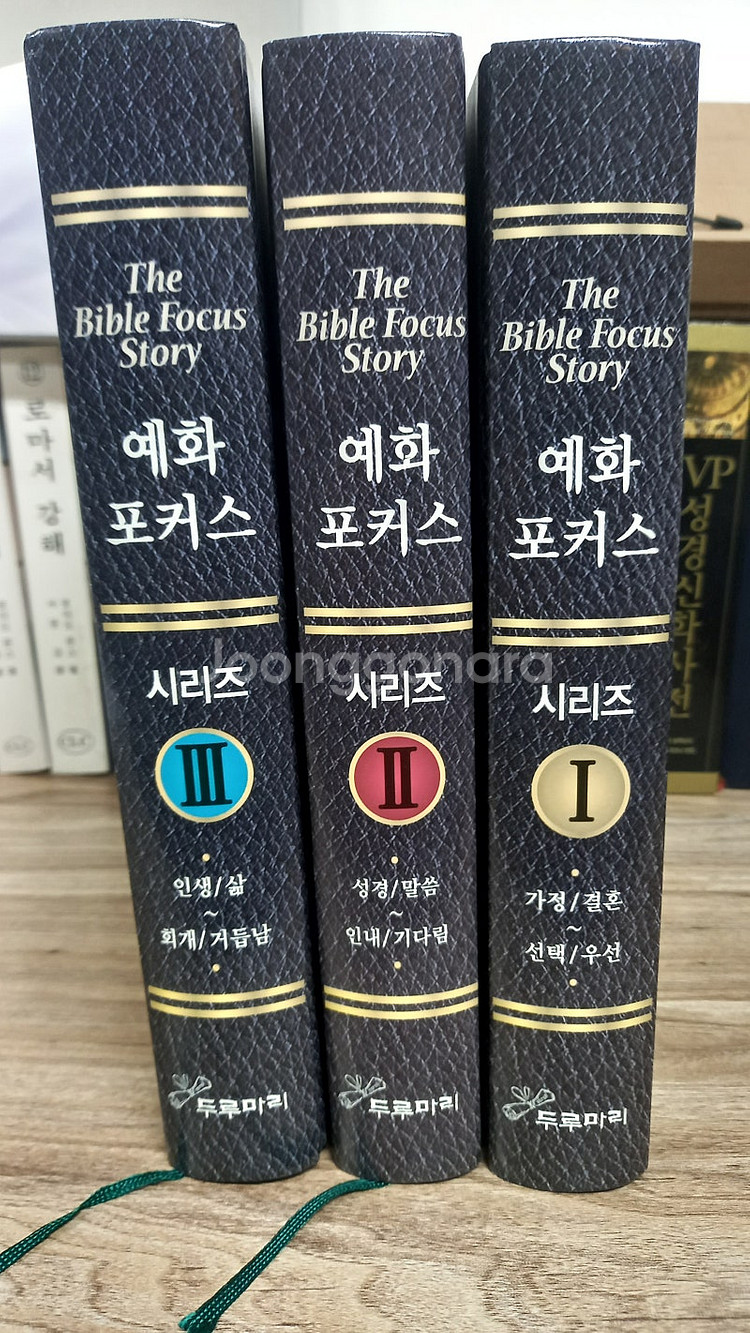 The
Bible Focus
Story
예화
포커스
시리즈
III
인생/삶
~
회개/거듭남
두루마리
The
Bible Focus
Story
예화
포커스
시리즈
II
성경/말씀
~
인내/기다림
두루마리
The
Bible Focus
Story
예화
포커스
시리즈
I
가정/결혼
~
선택/우선
두루마리
로마서 강해
CLC
VP
성경신학사전
joonggonara